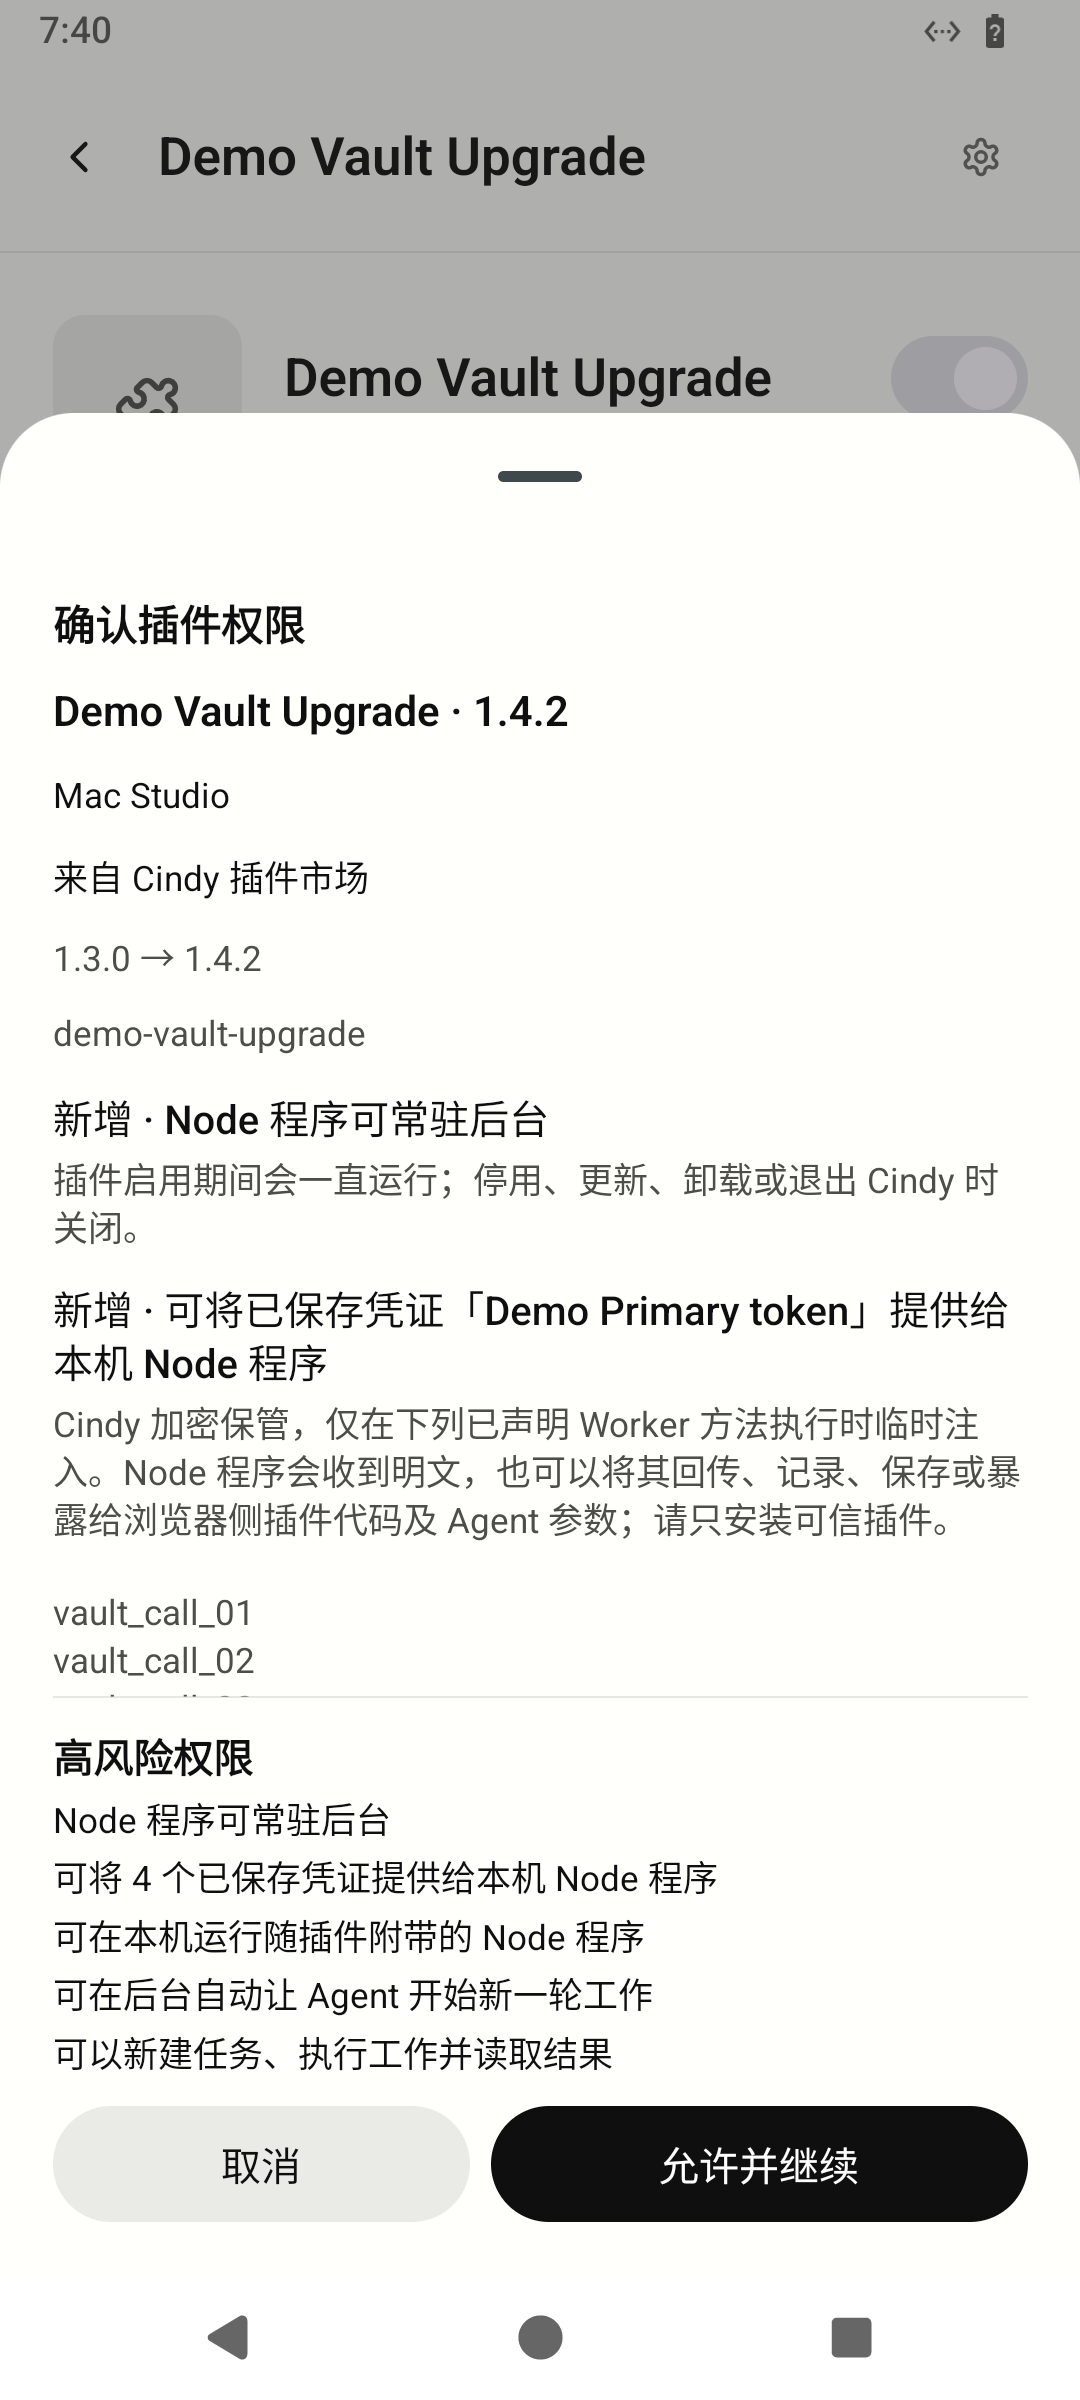 7:40
Demo Vault Upgrade
Demo Vault Upgrade
确认插件权限
Demo Vault Upgrade · 1.4.2
Mac Studio
来自 Cindy 插件市场
1.3.0 → 1.4.2
demo-vault-upgrade
新增 · Node 程序可常驻后台
插件启用期间会一直运行；停用、更新、卸载或退出 Cindy 时
关闭。
新增 · 可将已保存凭证「Demo Primary token」提供给
本机 Node 程序
Cindy 加密保管，仅在下列已声明 Worker 方法执行时临时注
入。Node 程序会收到明文，也可以将其回传、记录、保存或暴
露给浏览器侧插件代码及 Agent 参数；请只安装可信插件。
vault_call_01
vault_call_02
高风险权限
Node 程序可常驻后台
可将 4 个已保存凭证提供给本机 Node 程序
可在本机运行随插件附带的 Node 程序
可在后台自动让 Agent 开始新一轮工作
可以新建任务、执行工作并读取结果
取消
允许并继续